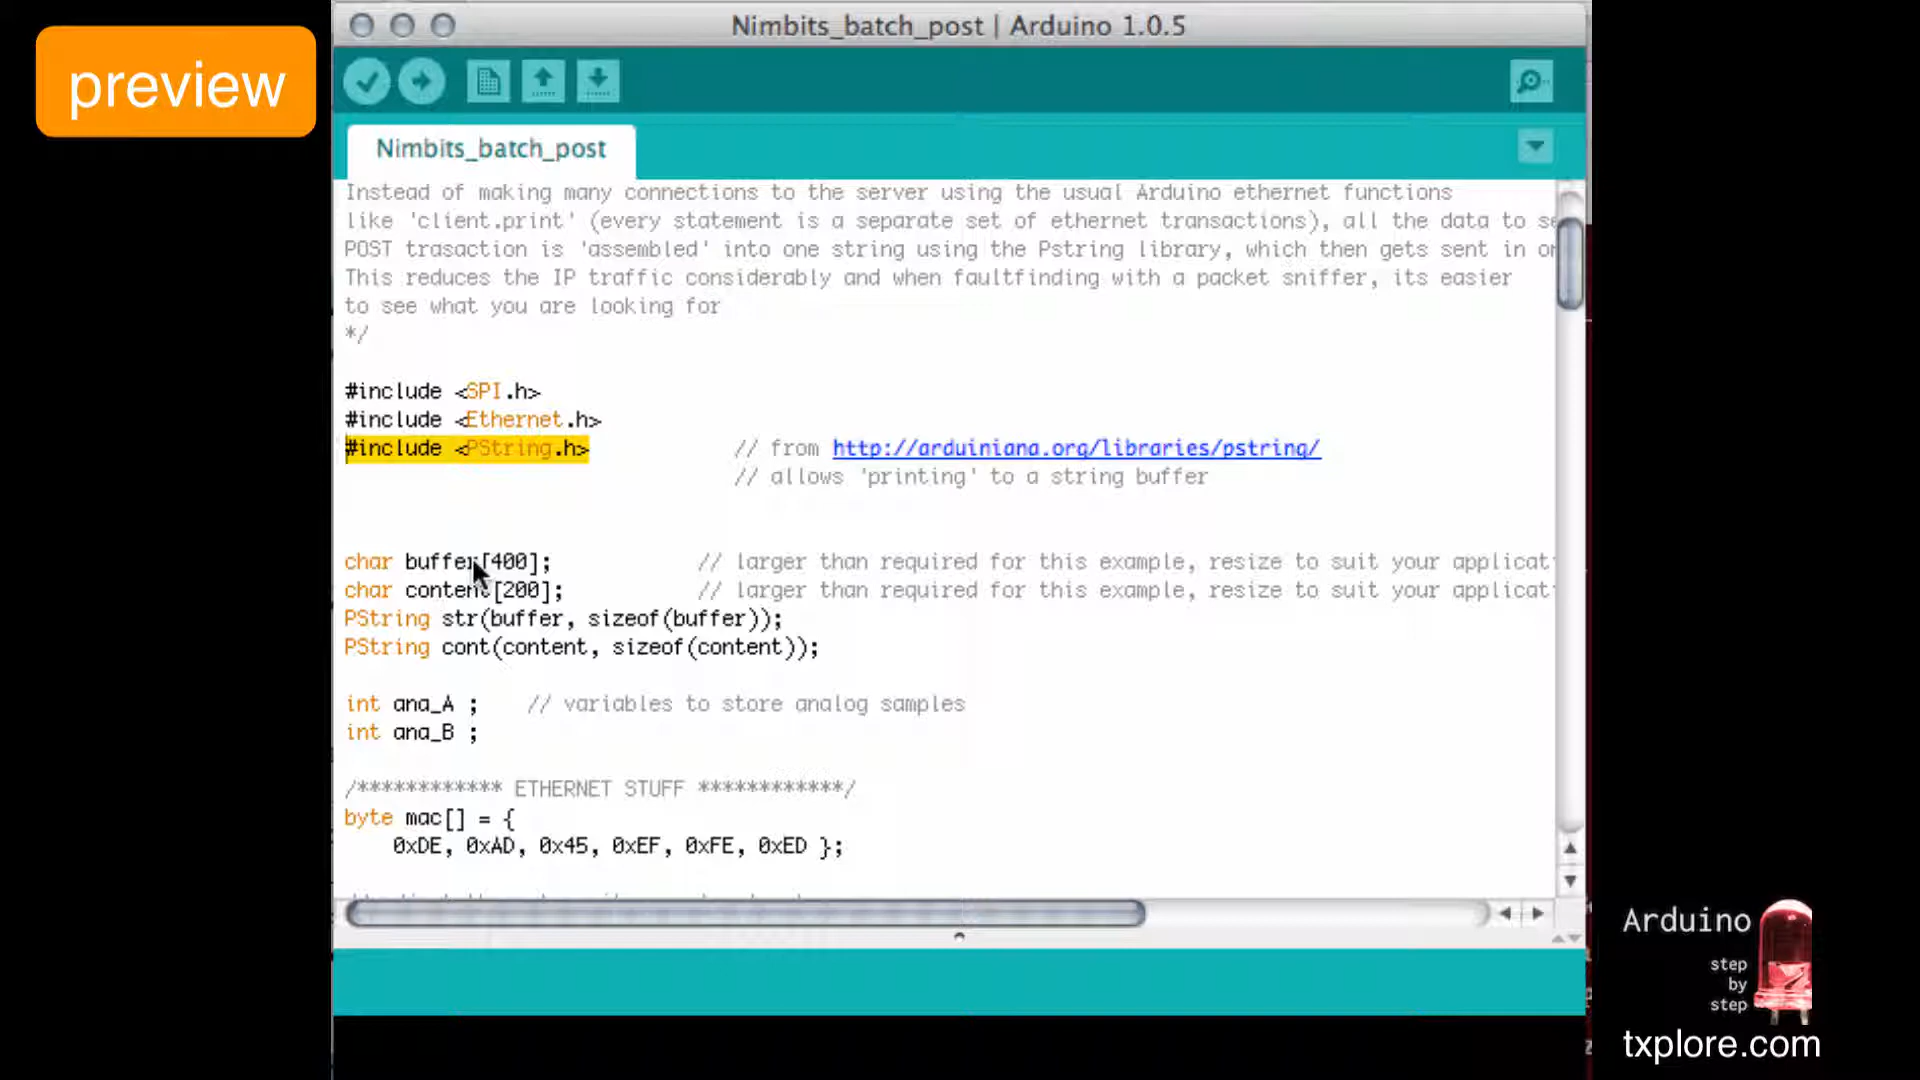 preview
Nimbits_batch_post | Arduino 1.0.5
Nimbits_batch_post
Instead of making many connections to the server using the usual Arduino ethernet functions
like 'client.print' (every statement is a separate set of ethernet transactions), all the data to se
POST trasaction is 'assembled' into one string using the Pstring library, which then gets sent in on
This reduces the IP traffic considerably and when faultfinding with a packet sniffer, its easier
to see what you are looking for
*/
#include <SPI.h>
#include <Ethernet.h>
#include <PString.h> // from http://arduiniana.org/libraries/pstring/
// allows 'printing' to a string buffer
char buffer[400]; // larger than required for this example, resize to suit your applicat
char content[200]; // larger than required for this example, resize to suit your applicat
PString str(buffer, sizeof(buffer));
PString cont(content, sizeof(content));
int ana_A ; // variables to store analog samples
int ana_B ;
/************ ETHERNET STUFF ************/
byte mac[] = {
0xDE, 0xAD, 0x45, 0xEF, 0xFE, 0xED };
Arduino
step
by
step
txplore.com